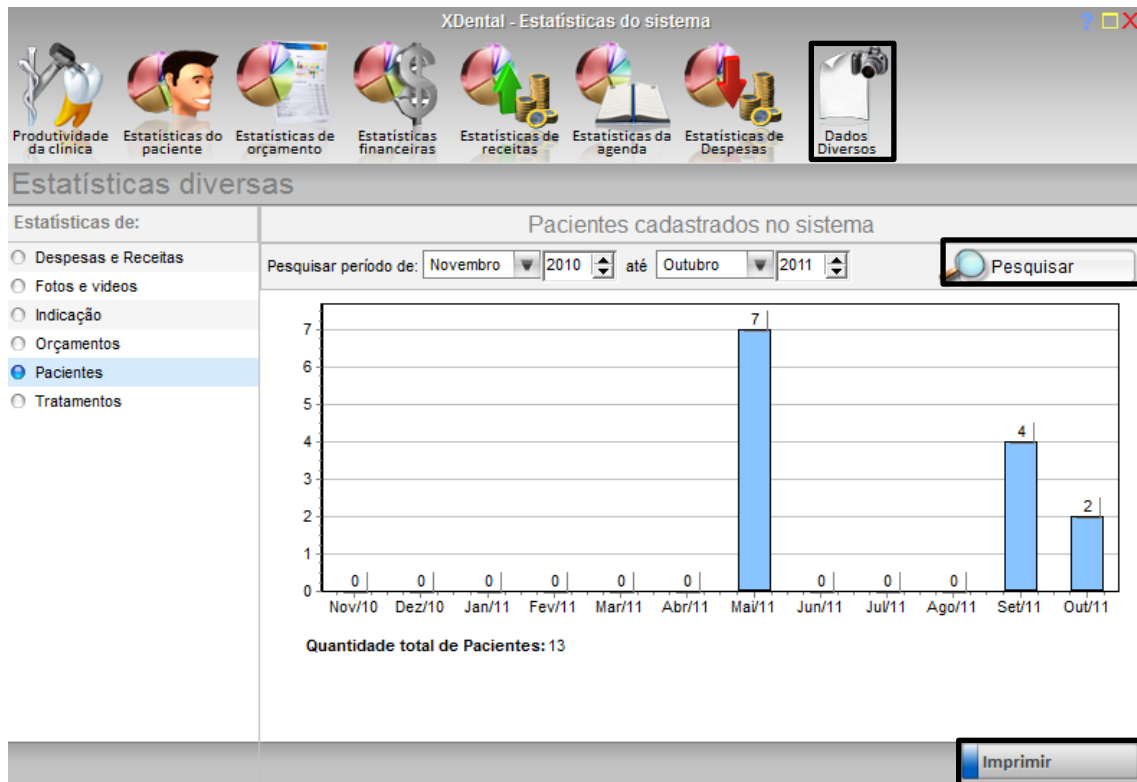 XDental - Estatísticas do sistema
? X
Produtividade da clínica
Estatísticas do paciente
Estatísticas de orçamento
Estatísticas financeiras
Estatísticas de receitas
Estatísticas da agenda
Estatísticas de Despesas
Dados Diversos
Estatísticas diversas
Estatísticas de:
Despesas e Receitas
Fotos e videos
Indicação
Orçamentos
Pacientes
Tratamentos
Pacientes cadastrados no sistema
Pesquisar período de: Novembro 2010 até Outubro 2011 Pesquisar
7
6
5
4
3
2
1
0
0 0 0 0 0 0 7 0 0 0 4 2
Nov/10 Dez/10 Jan/11 Fev/11 Mar/11 Abr/11 Mai/11 Jun/11 Jul/11 Ago/11 Set/11 Out/11
Quantidade total de Pacientes: 13
Imprimir